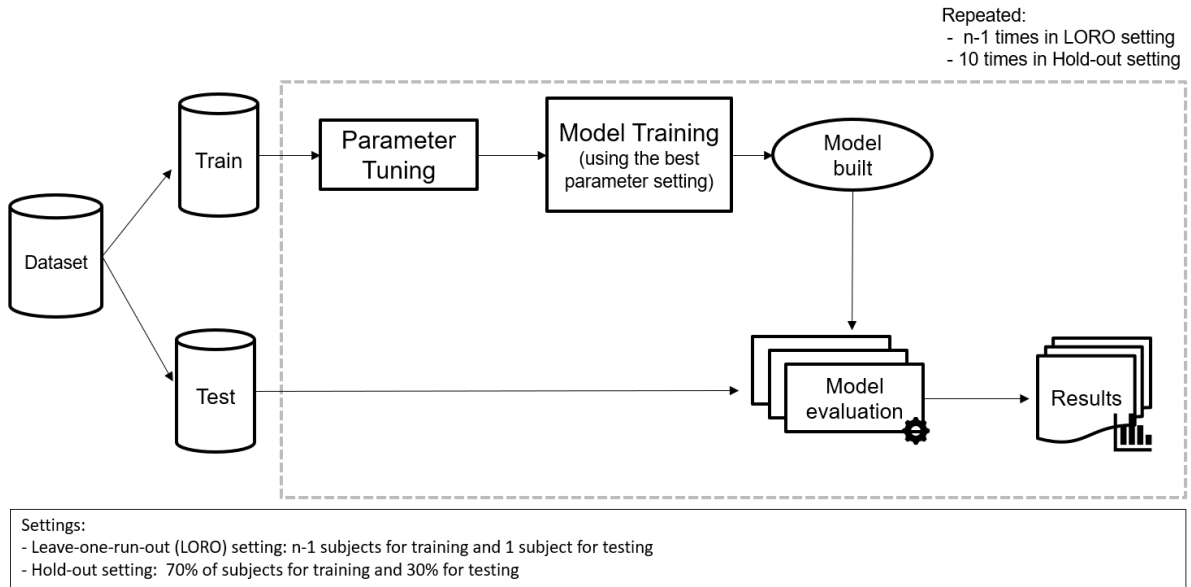 Repeated:
- n-1 times in LORO setting
- 10 times in Hold-out setting
Train
Parameter
Tuning
Model Training
(using the best
parameter setting)
Model
built
Dataset
Test
Model
evaluation
Results
Settings:
- Leave-one-run-out (LORO) setting: n-1 subjects for training and 1 subject for testing
- Hold-out setting: 70% of subjects for training and 30% for testing